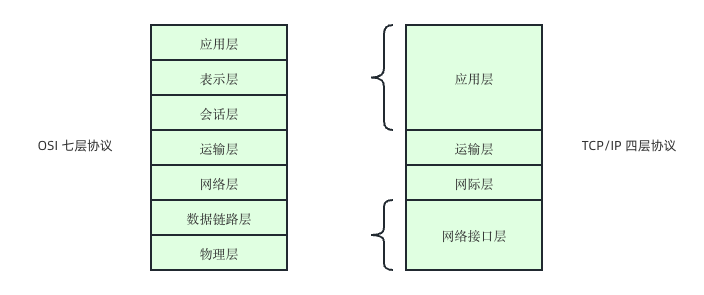 OSI 七层协议
应用层
表示层
会话层
运输层
网络层
数据链路层
物理层
应用层
运输层
网际层
网络接口层
TCP/IP 四层协议